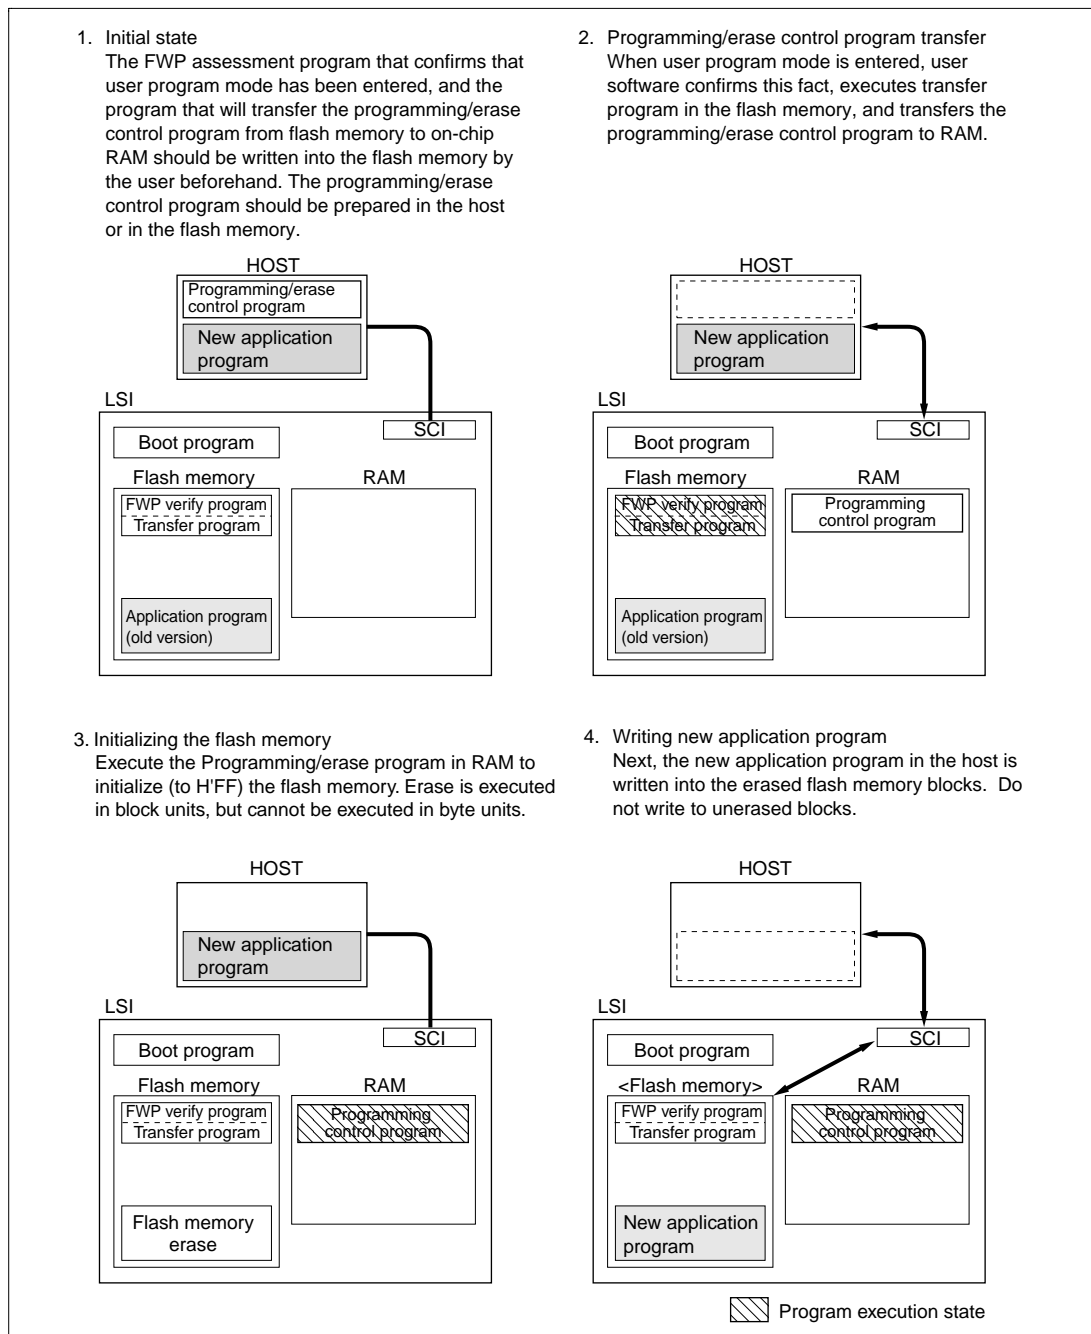 1. Initial state
The FWP assessment program that confirms that
user program mode has been entered, and the
program that will transfer the programming/erase
control program from flash memory to on-chip
RAM should be written into the flash memory by
the user beforehand. The programming/erase
control program should be prepared in the host
or in the flash memory.
HOST
Programming/erase
control program
New application
program
LSI
SCI
Boot program
Flash memory
RAM
FWP verify program
Transfer program
Application program
(old version)
2. Programming/erase control program transfer
When user program mode is entered, user
software confirms this fact, executes transfer
program in the flash memory, and transfers the
programming/erase control program to RAM.
HOST
New application
program
LSI
SCI
Boot program
Flash memory
RAM
FWP verify program
Transfer program
Programming
control program
Application program
(old version)
3. Initializing the flash memory
Execute the Programming/erase program in RAM to
initialize (to H'FF) the flash memory. Erase is executed
in block units, but cannot be executed in byte units.
HOST
New application
program
LSI
SCI
Boot program
Flash memory
RAM
FWP verify program
Transfer program
Programming
control program
Flash memory
erase
4. Writing new application program
Next, the new application program in the host is
written into the erased flash memory blocks. Do
not write to unerased blocks.
HOST
LSI
SCI
Boot program
<Flash memory>
RAM
FWP verify program
Transfer program
Programming
control program
New application
program
Program execution state